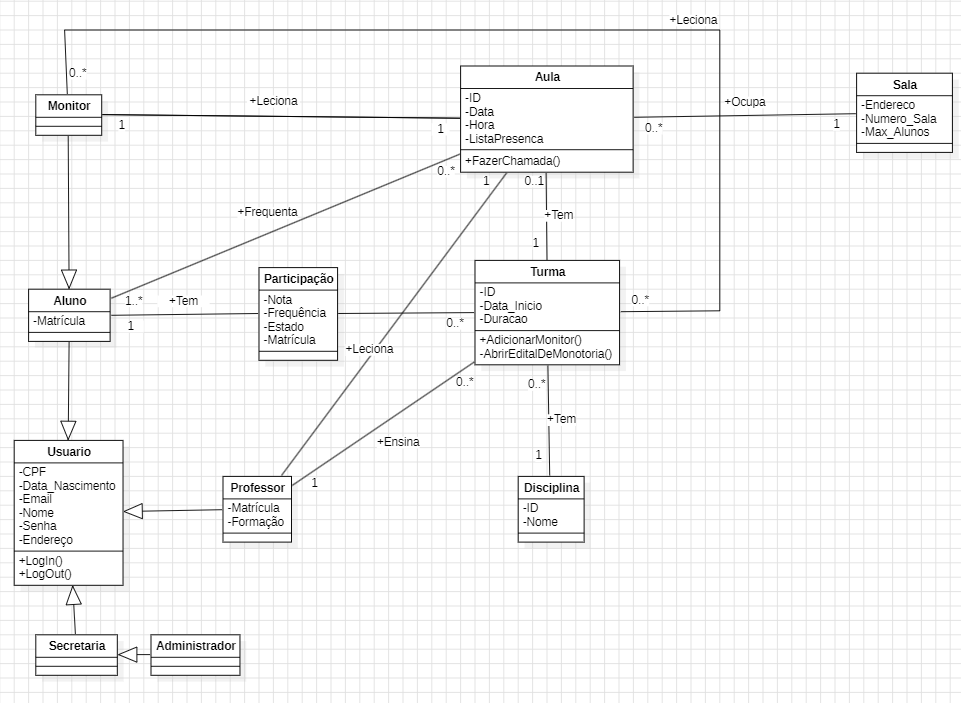 +Leciona
0..*
Monitor
+Leciona
1
1
Aula
-ID
-Data
-Hora
-ListaPresenca
+FazerChamada()
+Ocupa
0..*
1
Sala
-Endereco
-Numero_Sala
-Max_Alunos
0..*
1
0..1
+Frequenta
+Tem
1
Aluno
-Matrícula
1..*
+Tem
1
Participação
-Nota
-Frequência
-Estado
-Matrícula
0..*
Turma
-ID
-Data_Inicio
-Duracao
+AdicionarMonitor()
-AbrirEditalDeMonotoria()
0..*
+Leciona
0..*
0..*
+Tem
+Ensina
1
1
Usuario
-CPF
-Data_Nascimento
-Email
-Nome
-Senha
-Endereço
+LogIn()
+LogOut()
Professor
-Matrícula
-Formação
Disciplina
-ID
-Nome
Secretaria
Administrador